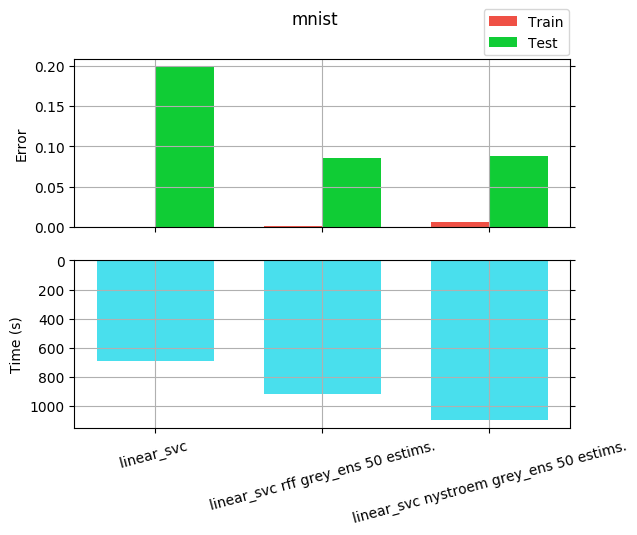 mnist
Train
Test
0.20
0.15
0.10
0.05
0.00
Error
0
200
400
600
800
1000
Time (s)
linear_svc
linear_svc rff grey_ens 50 estims.
linear_svc nystroem grey_ens 50 estims.